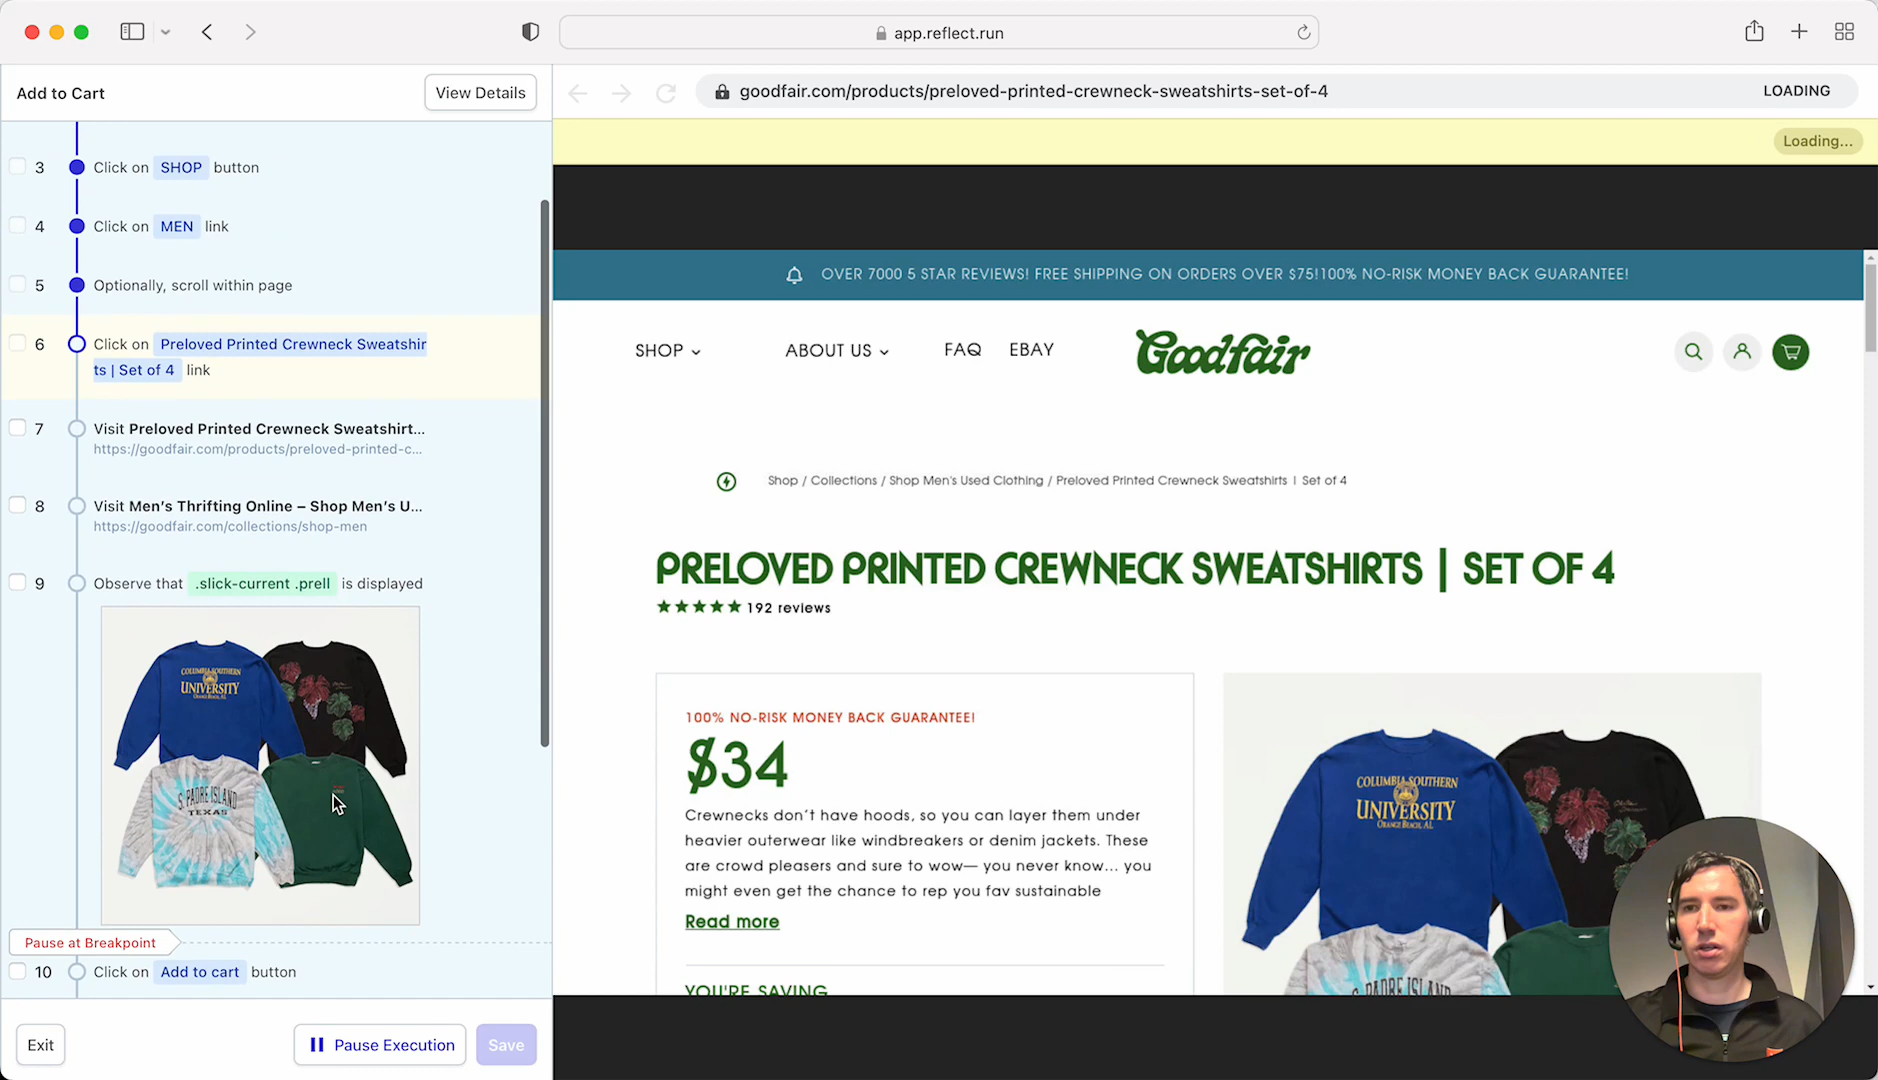 app.reflect.run
Add to Cart
View Details
goodfair.com/products/preloved-printed-crewneck-sweatshirts-set-of-4
LOADING
Loading...
3 Click on SHOP button
4 Click on MEN link
5 Optionally, scroll within page
6 Click on Preloved Printed Crewneck Sweatshir
ts | Set of 4 link
7 Visit Preloved Printed Crewneck Sweatshirt...
https://goodfair.com/products/preloved-printed-c...
8 Visit Men's Thrifting Online – Shop Men's U...
https://goodfair.com/collections/shop-men
9 Observe that .slick-current .prell is displayed
COLUMBIA SOUTHERN
UNIVERSITY
ORANGE BEACH, AL
S. PADRE ISLAND
TEXAS
Pause at Breakpoint
10 Click on Add to cart button
Exit
Pause Execution
Save
OVER 7000 5 STAR REVIEWS! FREE SHIPPING ON ORDERS OVER $75!100% NO-RISK MONEY BACK GUARANTEE!
SHOP
ABOUT US
FAQ
EBAY
Goodfair
Shop / Collections / Shop Men's Used Clothing / Preloved Printed Crewneck Sweatshirts | Set of 4
PRELOVED PRINTED CREWNECK SWEATSHIRTS | SET OF 4
192 reviews
100% NO-RISK MONEY BACK GUARANTEE!
$34
Crewnecks don't have hoods, so you can layer them under
heavier outerwear like windbreakers or denim jackets. These
are crowd pleasers and sure to wow— you never know... you
might even get the chance to rep you fav sustainable
Read more
YOU'RE SAVING
COLUMBIA SOUTHERN
UNIVERSITY
ORANGE BEACH, AL
S. PADRE ISLAND